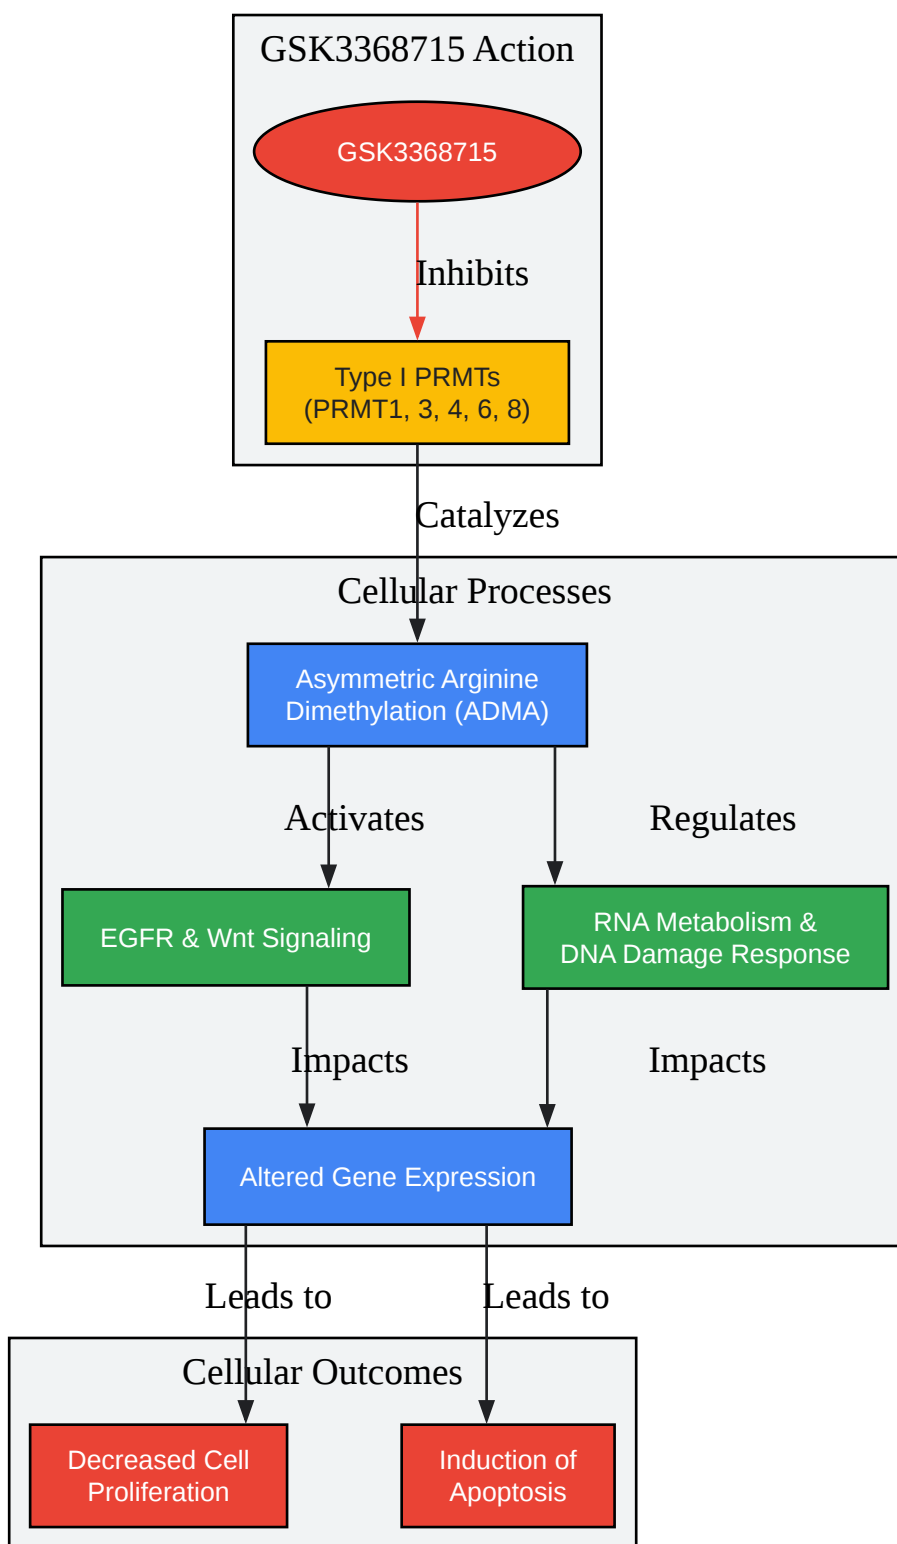 GSK3368715 Action
GSK3368715
Inhibits
Type I PRMTs
(PRMT1, 3, 4, 6, 8)
Catalyzes
Cellular Processes
Asymmetric Arginine
Dimethylation (ADMA)
Activates
Regulates
EGFR & Wnt Signaling
RNA Metabolism &
DNA Damage Response
Impacts
Impacts
Altered Gene Expression
Leads to
Leads to
Cellular Outcomes
Decreased Cell
Proliferation
Induction of
Apoptosis